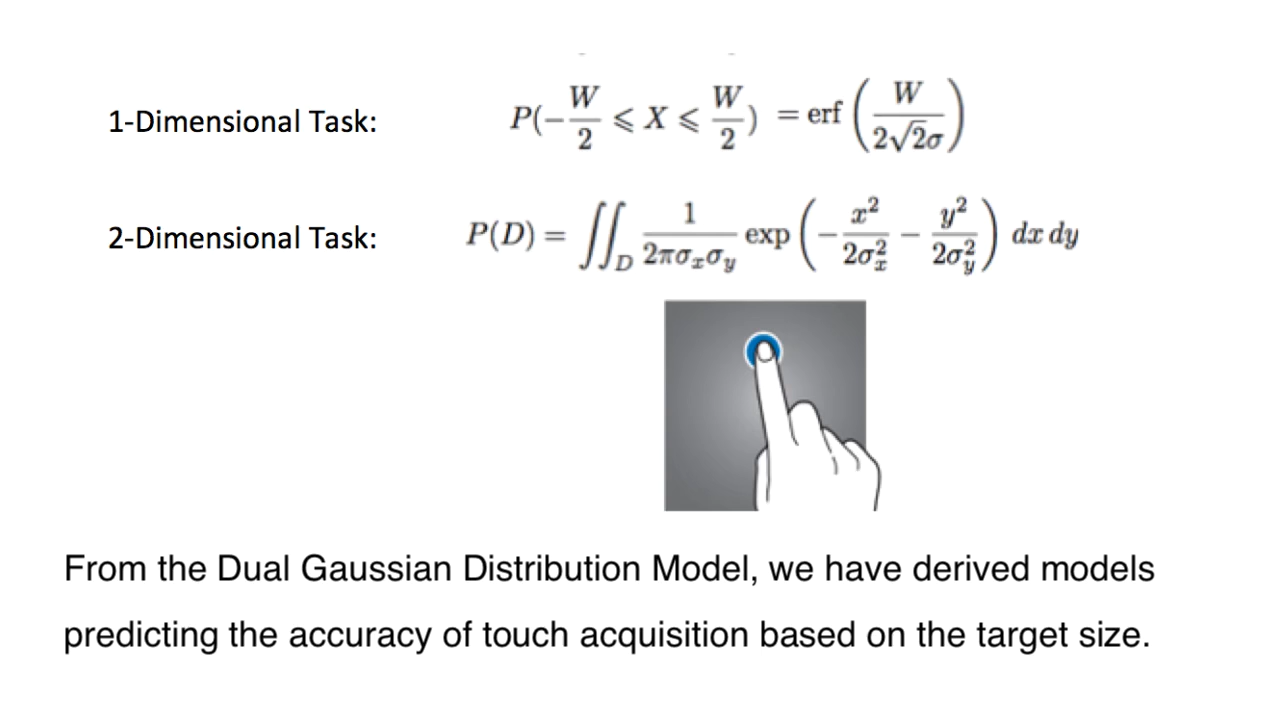 1-Dimensional Task: P(−W/2 ⩽ X ⩽ W/2) = erf(W/(2√2σ))
2-Dimensional Task: P(D) = ∬_D 1/(2πσ_xσ_y) exp(−x²/(2σ_x²) − y²/(2σ_y²)) dx dy
From the Dual Gaussian Distribution Model, we have derived models
predicting the accuracy of touch acquisition based on the target size.